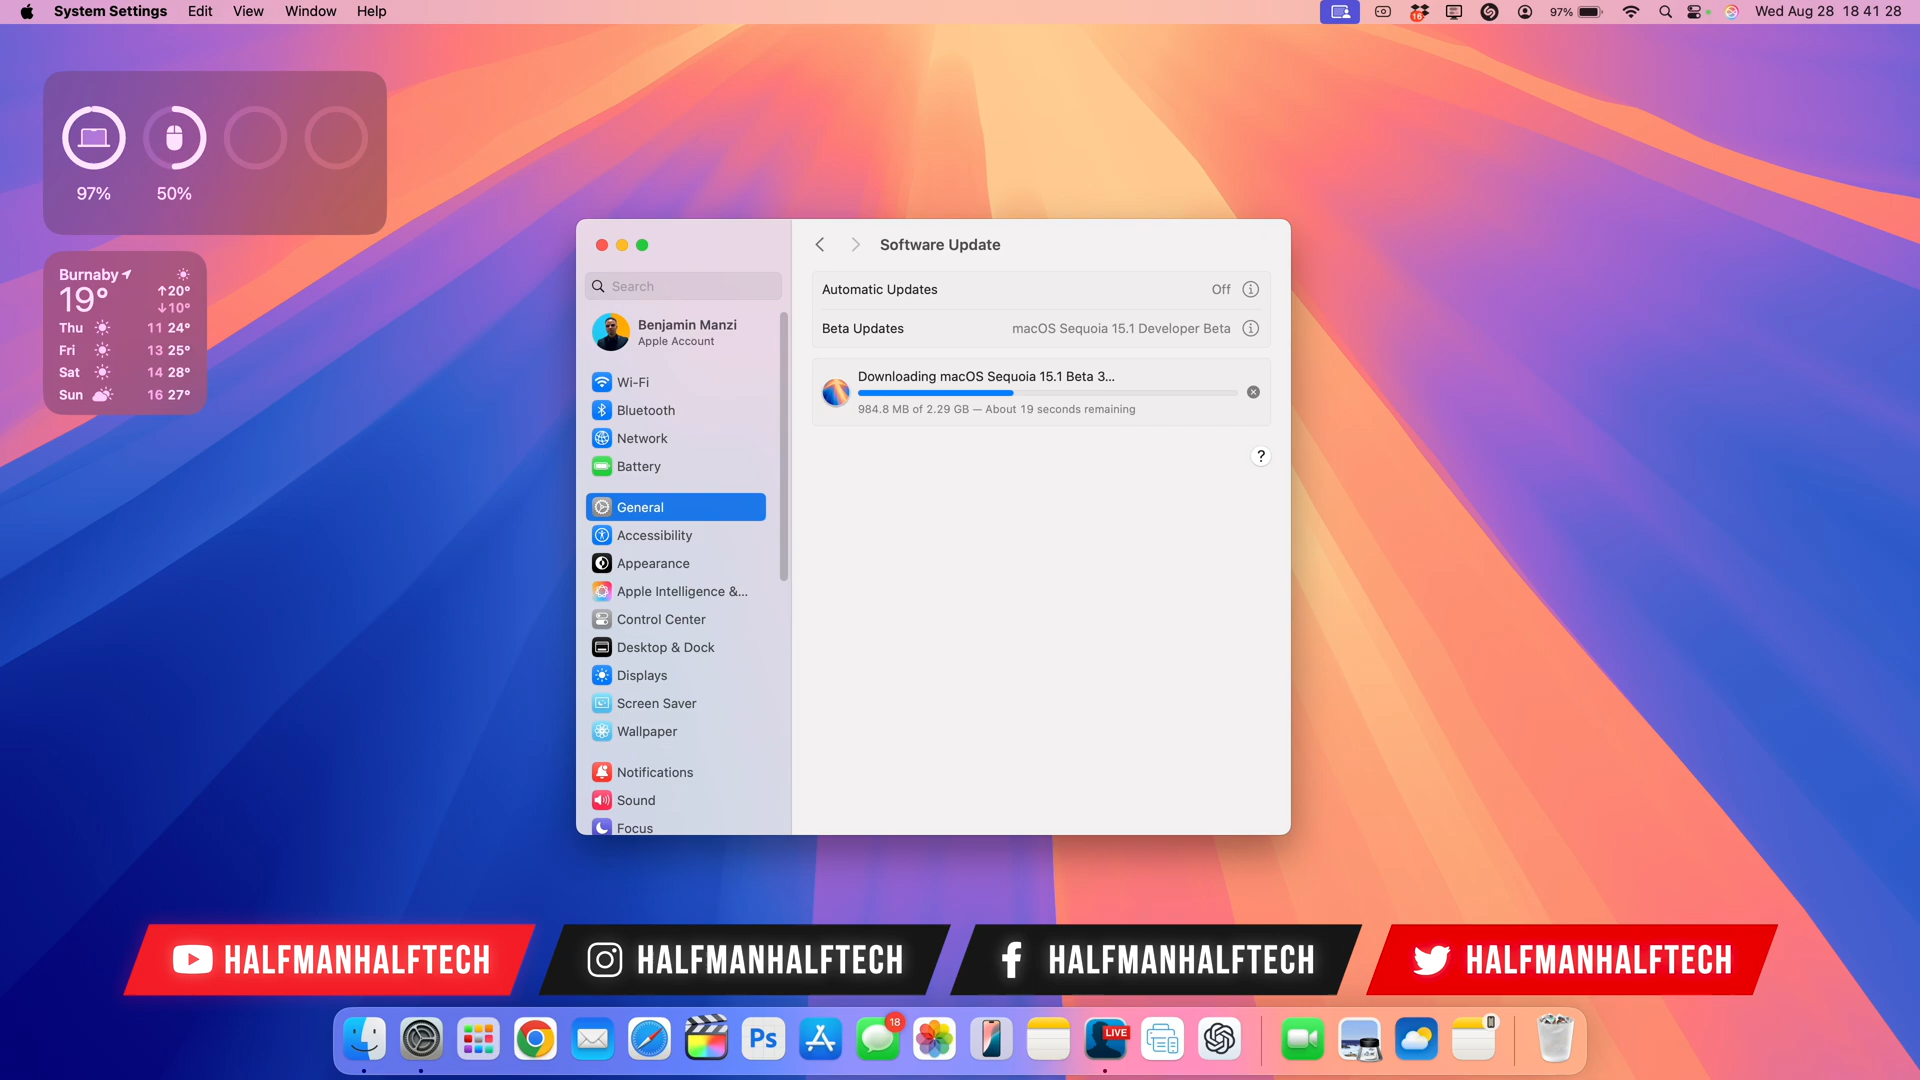 System Settings Edit View Window Help
16
97%
Wed Aug 28 18 41 28
97% 50%
Burnaby
19°
↑20°
↓10°
Thu 11 24°
Fri 13 25°
Sat 14 28°
Sun 16 27°
Search
Benjamin Manzi
Apple Account
Wi-Fi
Bluetooth
Network
Battery
General
Accessibility
Appearance
Apple Intelligence &...
Control Center
Desktop & Dock
Displays
Screen Saver
Wallpaper
Notifications
Sound
Focus
Software Update
Automatic Updates Off
Beta Updates macOS Sequoia 15.1 Developer Beta
Downloading macOS Sequoia 15.1 Beta 3...
984.8 MB of 2.29 GB — About 19 seconds remaining
?
HALFMANHALFTECH
HALFMANHALFTECH
HALFMANHALFTECH
HALFMANHALFTECH
Ps
18
LIVE